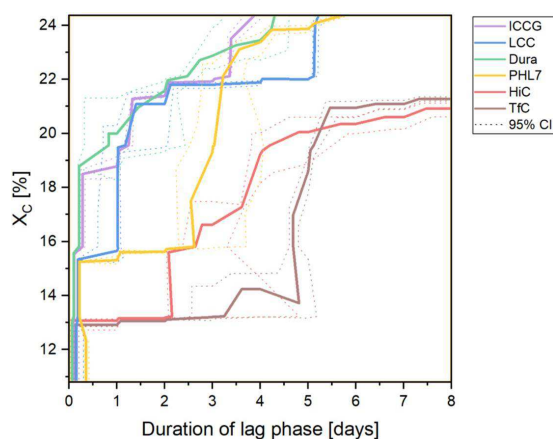 24
22
20
18
16
14
12
X_C [%]
0 1 2 3 4 5 6 7 8
Duration of lag phase [days]
ICCG
LCC
Dura
PHL7
HiC
TfC
95% CI